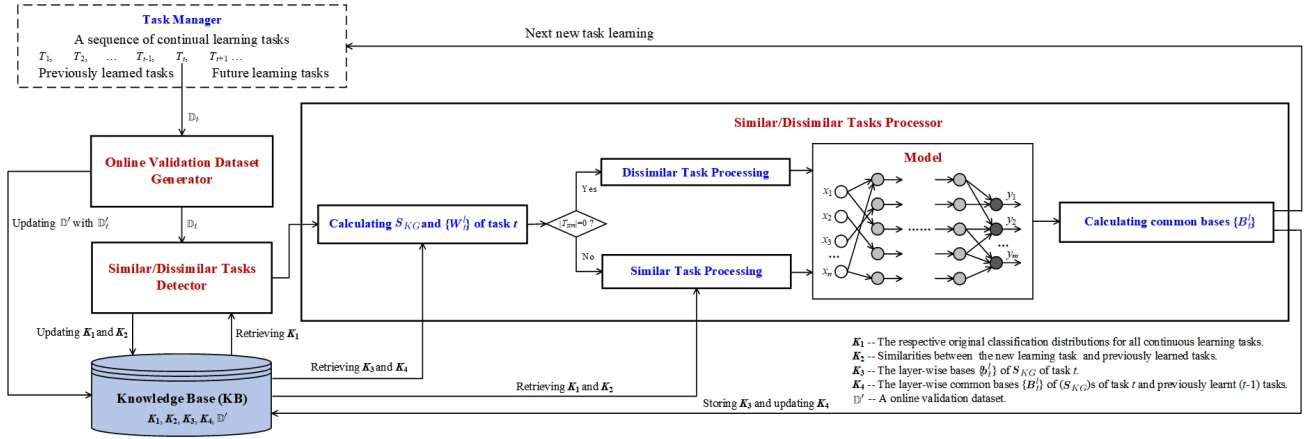 Task Manager
A sequence of continual learning tasks
T1, T2, ... Tt-1, Tt, Tt+1 ...
Previously learned tasks Future learning tasks
Next new task learning
𝔻t
Online Validation Dataset
Generator
Updating 𝔻′ with 𝔻′t
𝔻t
Similar/Dissimilar Tasks
Detector
Updating K1 and K2
Retrieving K1
Knowledge Base (KB)
K1, K2, K3, K4, 𝔻′
Similar/Dissimilar Tasks Processor
Calculating SKG and {Wtl} of task t
|Tsim|=0 ?
Yes
No
Dissimilar Task Processing
Similar Task Processing
Model
x1
x2
x3
...
xn
......
y1
y2
...
ym
Calculating common bases {Btl}
Retrieving K3 and K4
Retrieving K1 and K2
Storing K3 and updating K4
K1 -- The respective original classification distributions for all continuous learning tasks.
K2 -- Similarities between the new learning task and previously learned tasks.
K3 -- The layer-wise bases {btl} of SKG of task t.
K4 -- The layer-wise common bases {Btl} of (SKG)s of task t and previously learnt (t-1) tasks.
𝔻′ -- A online validation dataset.